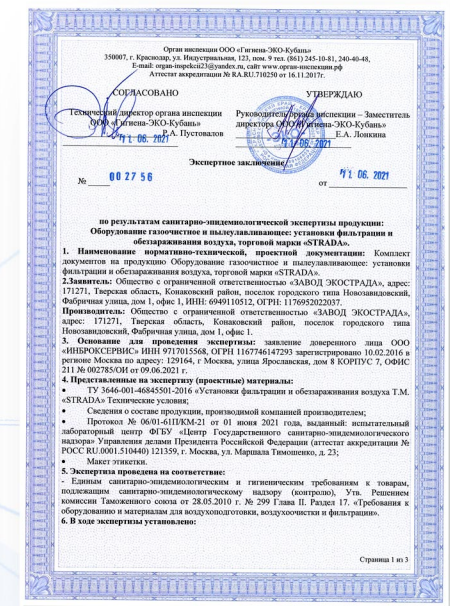 Орган инспекции ООО «Гигиена-ЭКО-Кубань»
350007, г. Краснодар, ул. Индустриальная, 123, пом. 9 тел. (861) 245-10-81, 240-40-48,
E-mail: organ-inspekcii23@yandex.ru, сайт www.орган-инспекции.рф
Аттестат аккредитации № RA.RU.710250 от 16.11.2017г.
СОГЛАСОВАНО УТВЕРЖДАЮ
Технический директор органа инспекции Руководитель органа инспекции – Заместитель
ООО «Гигиена-ЭКО-Кубань» директора ООО «Гигиена-ЭКО-Кубань»
Р.А. Пустовалов Е.А. Лонкина
11. 06. 2021 11. 06. 2021
Экспертное заключение
№ 002756 от 11. 06. 2021
по результатам санитарно-эпидемиологической экспертизы продукции:
Оборудование газоочистное и пылеулавливающее: установки фильтрации и
обеззараживания воздуха, торговой марки «STRADA».
1. Наименование нормативно-технической, проектной документации: Комплект
документов на продукцию Оборудование газоочистное и пылеулавливающее: установки
фильтрации и обеззараживания воздуха, торговой марки «STRADA».
2.Заявитель: Общество с ограниченной ответственностью «ЗАВОД ЭКОСТРАДА», адрес:
171271, Тверская область, Конаковский район, поселок городского типа Новозавидовский,
Фабричная улица, дом 1, офис 1, ИНН: 6949110512, ОГРН: 1176952022037.
Производитель: Общество с ограниченной ответственностью «ЗАВОД ЭКОСТРАДА»,
адрес: 171271, Тверская область, Конаковский район, поселок городского типа
Новозавидовский, Фабричная улица, дом 1, офис 1.
3. Основание для проведения экспертизы: заявление доверенного лица ООО
«ИНБРОКСЕРВИС» ИНН 9717015568, ОГРН 1167746147293 зарегистрировано 10.02.2016 в
регионе Москва по адресу: 129164, г Москва, улица Ярославская, дом 8 КОРПУС 7, ОФИС
211 № 002785/ОИ от 09.06.2021 г.
4. Представленные на экспертизу (проектные) материалы:
• ТУ 3646-001-46845501-2016 «Установки фильтрации и обеззараживания воздуха Т.М.
«STRADA» Технические условия;
• Сведения о составе продукции, производимой компанией производителем;
• Протокол № 06/01-61П/КМ-21 от 01 июня 2021 года, выданный: испытательный
лабораторный центр ФГБУ «Центр Государственного санитарно-эпидемиологического
надзора» Управления делами Президента Российской Федерации (аттестат аккредитации №
РОСС RU.0001.510440) 121359, г. Москва, ул. Маршала Тимошенко, д. 23;
• Макет этикетки.
5. Экспертиза проведена на соответствие:
- Единым санитарно-эпидемиологическим и гигиеническим требованиям к товарам,
подлежащим санитарно-эпидемиологическому надзору (контролю), Утв. Решением
комиссии Таможенного союза от 28.05.2010 г. № 299 Глава II. Раздел 17. «Требования к
оборудованию и материалам для воздухоподготовки, воздухоочистки и фильтрации».
6. В ходе экспертизы установлено:
Страница 1 из 3